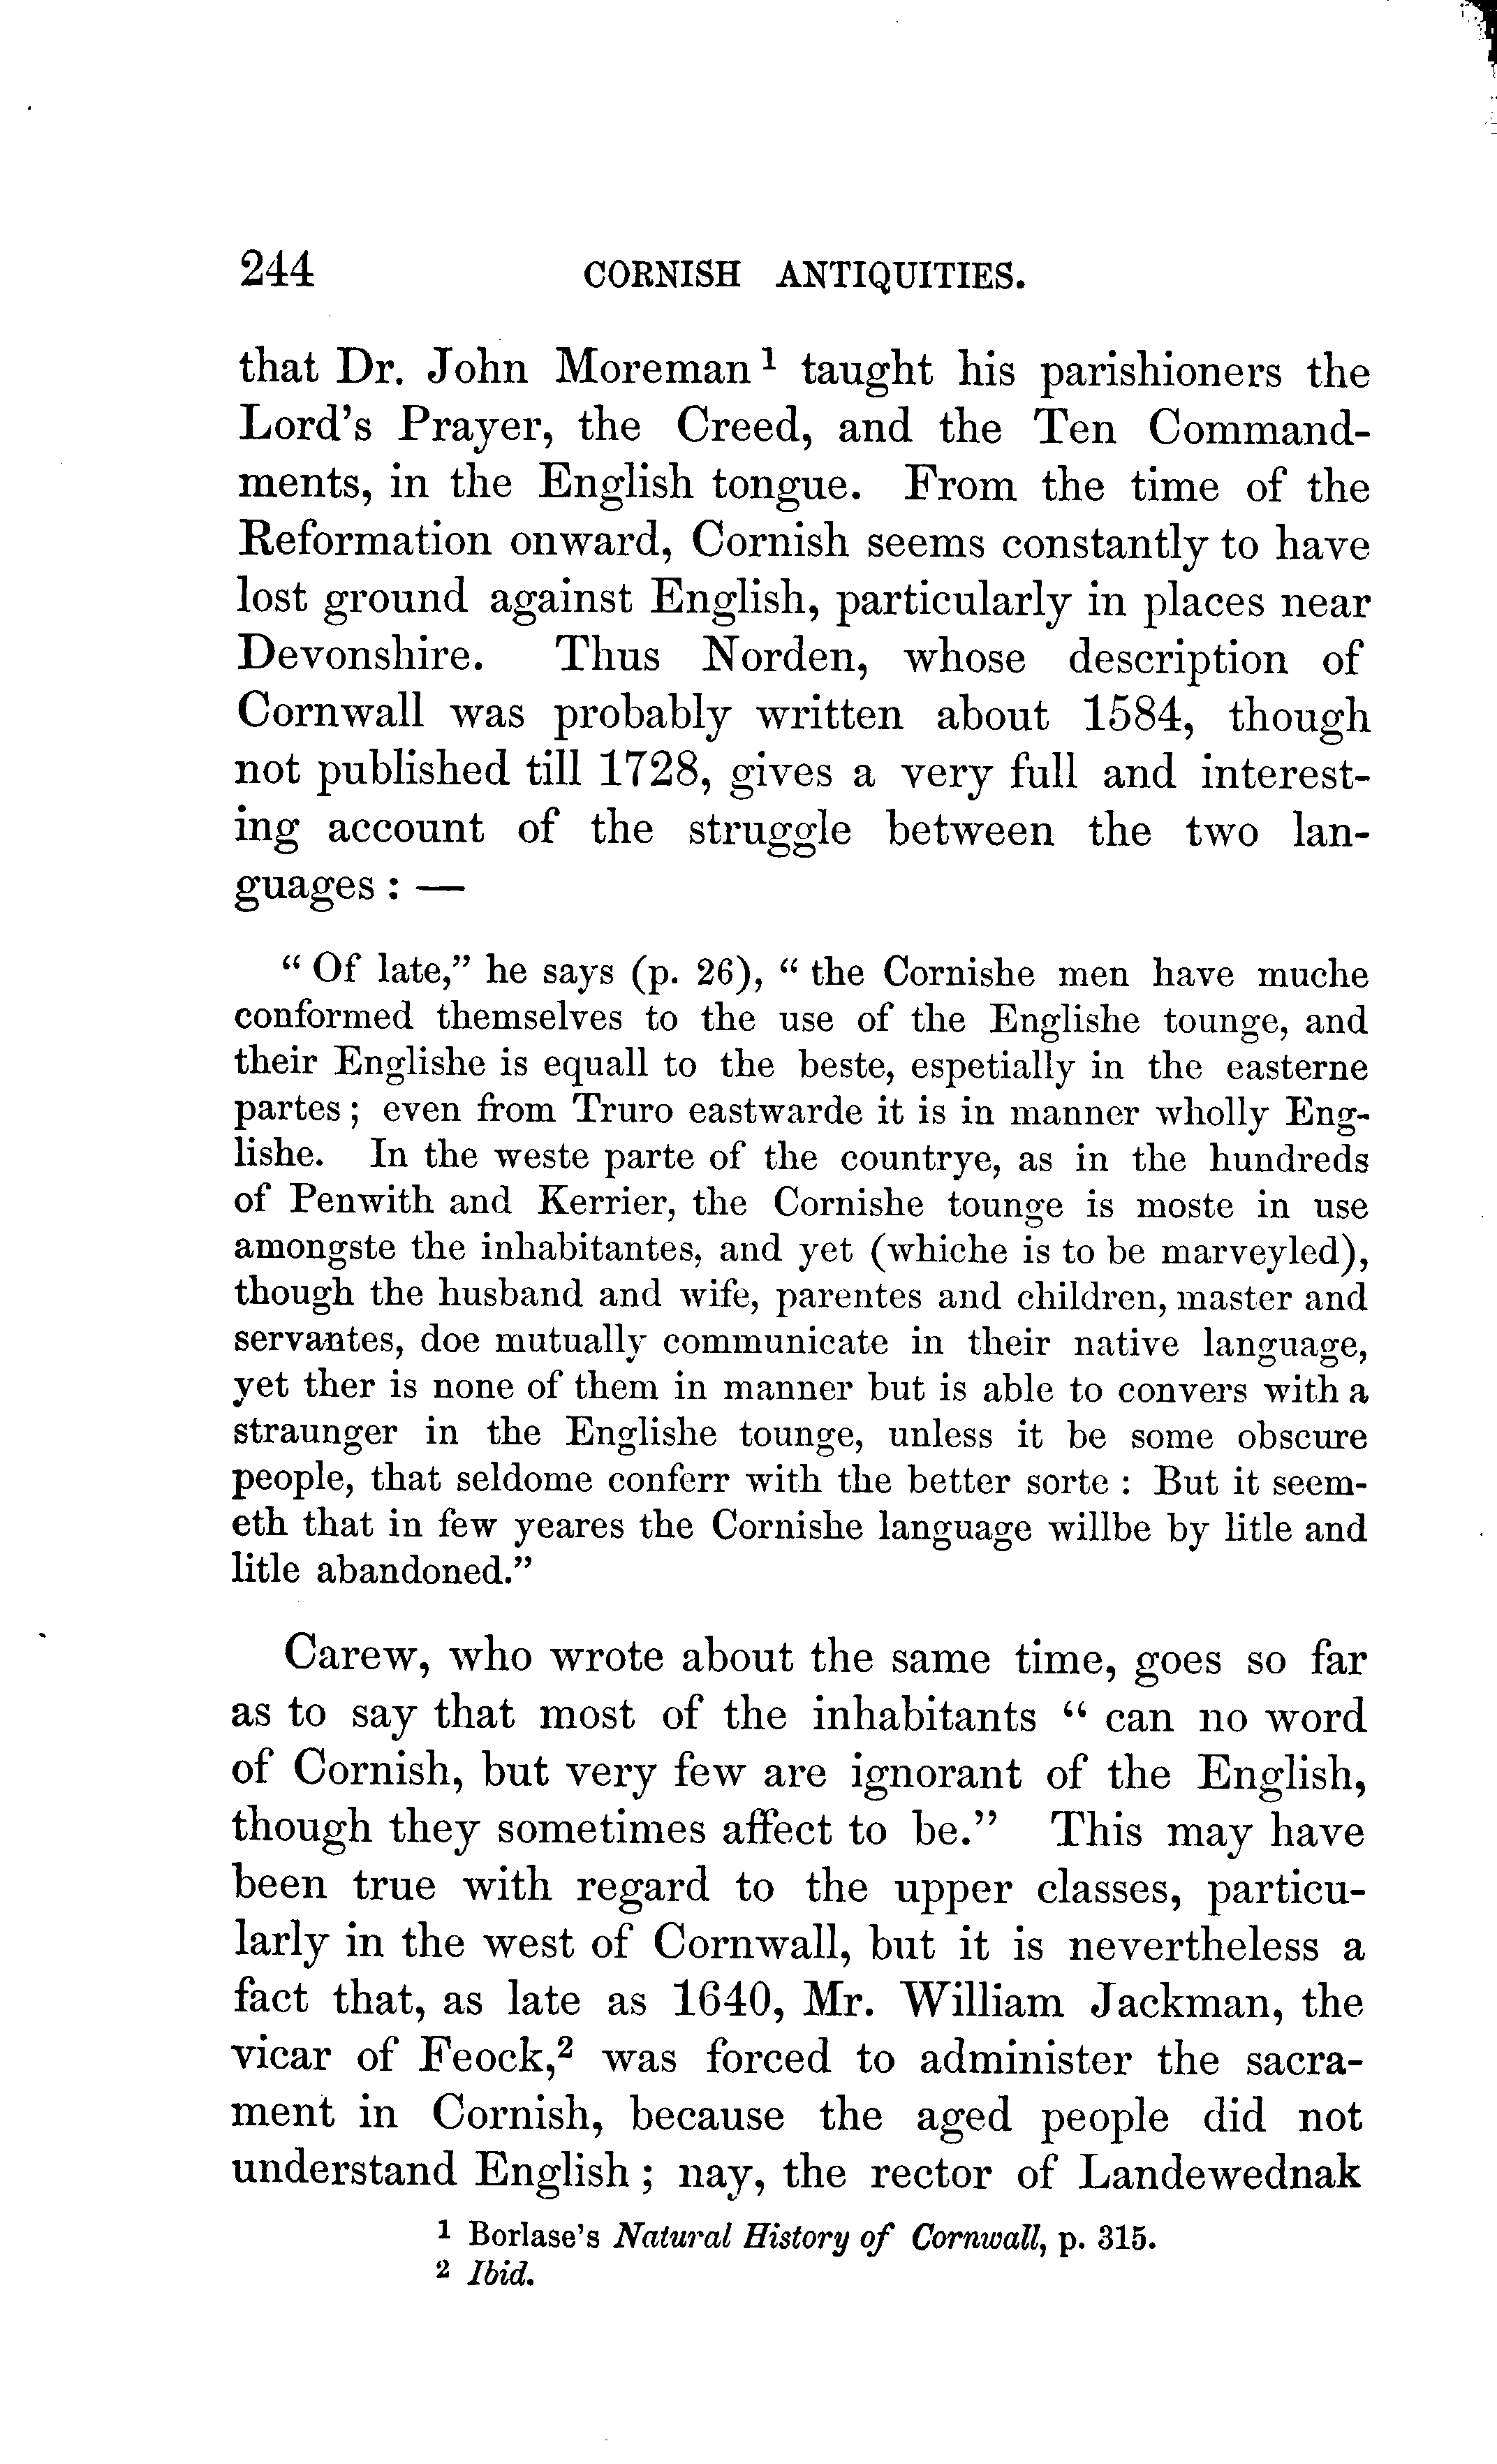 244 CORNISH ANTIQUITIES.
that Dr. John Moreman ¹ taught his parishioners the
Lord's Prayer, the Creed, and the Ten Command-
ments, in the English tongue. From the time of the
Reformation onward, Cornish seems constantly to have
lost ground against English, particularly in places near
Devonshire. Thus Norden, whose description of
Cornwall was probably written about 1584, though
not published till 1728, gives a very full and interest-
ing account of the struggle between the two lan-
guages : —
“ Of late,” he says (p. 26), “ the Cornishe men have muche
conformed themselves to the use of the Englishe tounge, and
their Englishe is equall to the beste, espetially in the easterne
partes ; even from Truro eastwarde it is in manner wholly Eng-
lishe. In the weste parte of the countrye, as in the hundreds
of Penwith and Kerrier, the Cornishe tounge is moste in use
amongste the inhabitantes, and yet (whiche is to be marveyled),
though the husband and wife, parentes and children, master and
servantes, doe mutually communicate in their native language,
yet ther is none of them in manner but is able to convers with a
straunger in the Englishe tounge, unless it be some obscure
people, that seldome conferr with the better sorte : But it seem-
eth that in few yeares the Cornishe language willbe by litle and
litle abandoned.”
Carew, who wrote about the same time, goes so far
as to say that most of the inhabitants “ can no word
of Cornish, but very few are ignorant of the English,
though they sometimes affect to be.” This may have
been true with regard to the upper classes, particu-
larly in the west of Cornwall, but it is nevertheless a
fact that, as late as 1640, Mr. William Jackman, the
vicar of Feock,² was forced to administer the sacra-
ment in Cornish, because the aged people did not
understand English ; nay, the rector of Landewednak
¹ Borlase's Natural History of Cornwall, p. 315.
² Ibid.